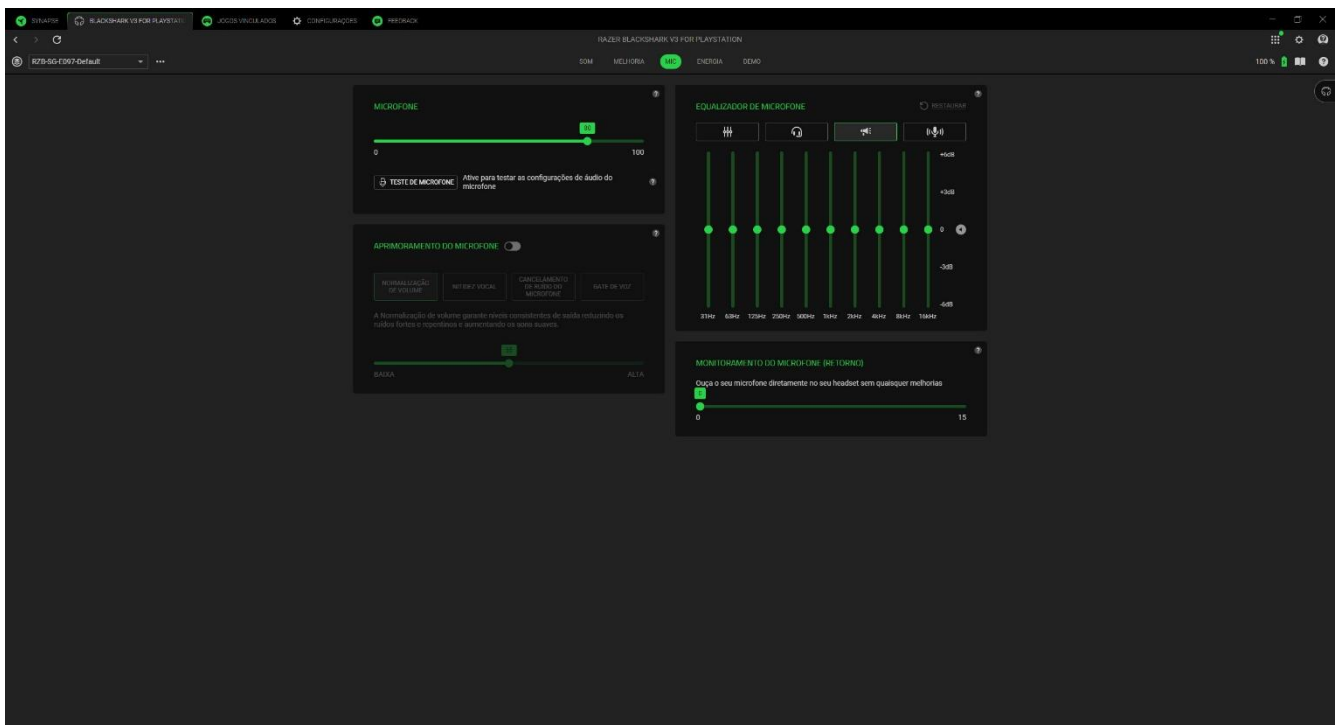 SYNAPSE
BLACKSHARK V3 FOR PLAYSTATI
JOGOS VINCULADOS
CONFIGURAÇÕES
FEEDBACK
RAZER BLACKSHARK V3 FOR PLAYSTATION
RZB-SG-E097-Default
SOM
MELHORIA
MIC
ENERGIA
DEMO
100 %
MICROFONE
80
0
100
TESTE DE MICROFONE
Ative para testar as configurações de áudio do
microfone
APRIMORAMENTO DO MICROFONE
NORMALIZAÇÃO
DE VOLUME
NITIDEZ VOCAL
CANCELAMENTO
DE RUÍDO DO
MICROFONE
GATE DE VOZ
A Normalização de volume garante níveis consistentes de saída reduzindo os
ruídos fortes e repentinos e aumentando os sons suaves.
BAIXA
ALTA
EQUALIZADOR DE MICROFONE
RESTAURAR
+6dB
+3dB
0
-3dB
-6dB
31Hz 63Hz 125Hz 250Hz 500Hz 1kHz 2kHz 4kHz 8kHz 16kHz
MONITORAMENTO DO MICROFONE (RETORNO)
Ouça o seu microfone diretamente no seu headset sem quaisquer melhorias
0
0
15